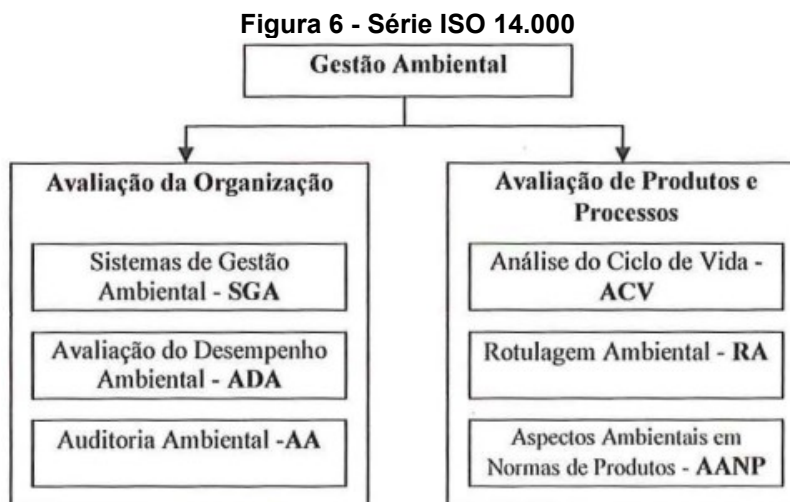 Figura 6 - Série ISO 14.000
Gestão Ambiental
Avaliação da Organização
Sistemas de Gestão
Ambiental - SGA
Avaliação do Desempenho
Ambiental - ADA
Auditoria Ambiental -AA
Avaliação de Produtos e
Processos
Análise do Ciclo de Vida -
ACV
Rotulagem Ambiental - RA
Aspectos Ambientais em
Normas de Produtos - AANP